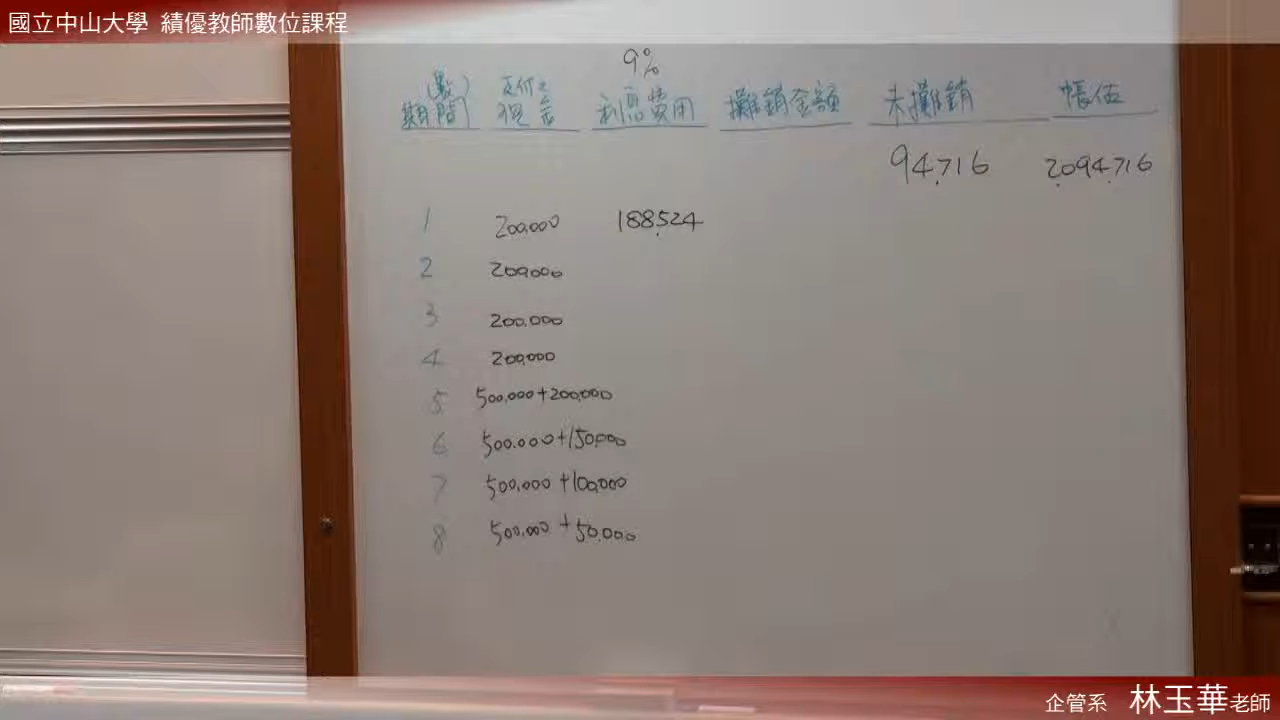 國立中山大學 績優教師數位課程
9%
(數) 支付之
期間 現金 利息費用 攤銷金額 未攤銷 帳值
94,716 2,094,716
1 200,000 188,524
2 200,000
3 200,000
4 200,000
5 500,000+200,000
6 500,000+150,000
7 500,000+100,000
8 500,000+50,000
企管系 林玉華老師